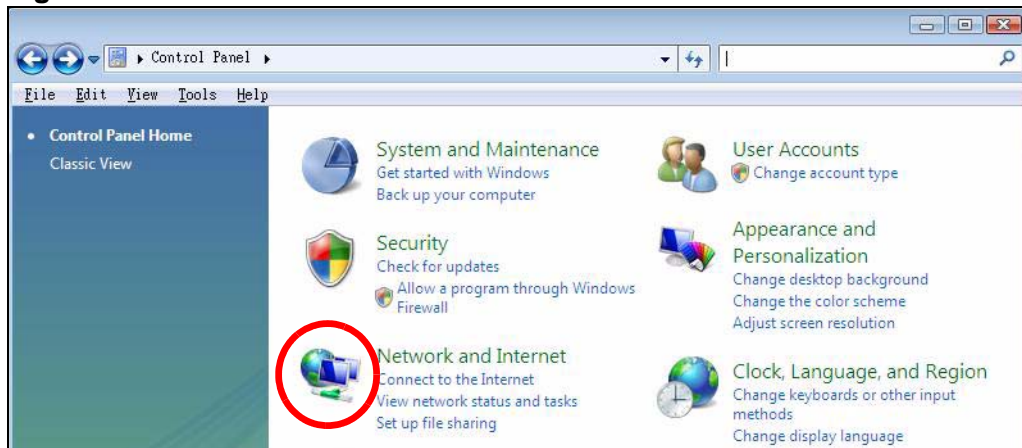 Control Panel
File Edit View Tools Help
Control Panel Home
Classic View
System and Maintenance
Get started with Windows
Back up your computer
Security
Check for updates
Allow a program through Windows
Firewall
Network and Internet
Connect to the Internet
View network status and tasks
Set up file sharing
User Accounts
Change account type
Appearance and
Personalization
Change desktop background
Change the color scheme
Adjust screen resolution
Clock, Language, and Region
Change keyboards or other input
methods
Change display language